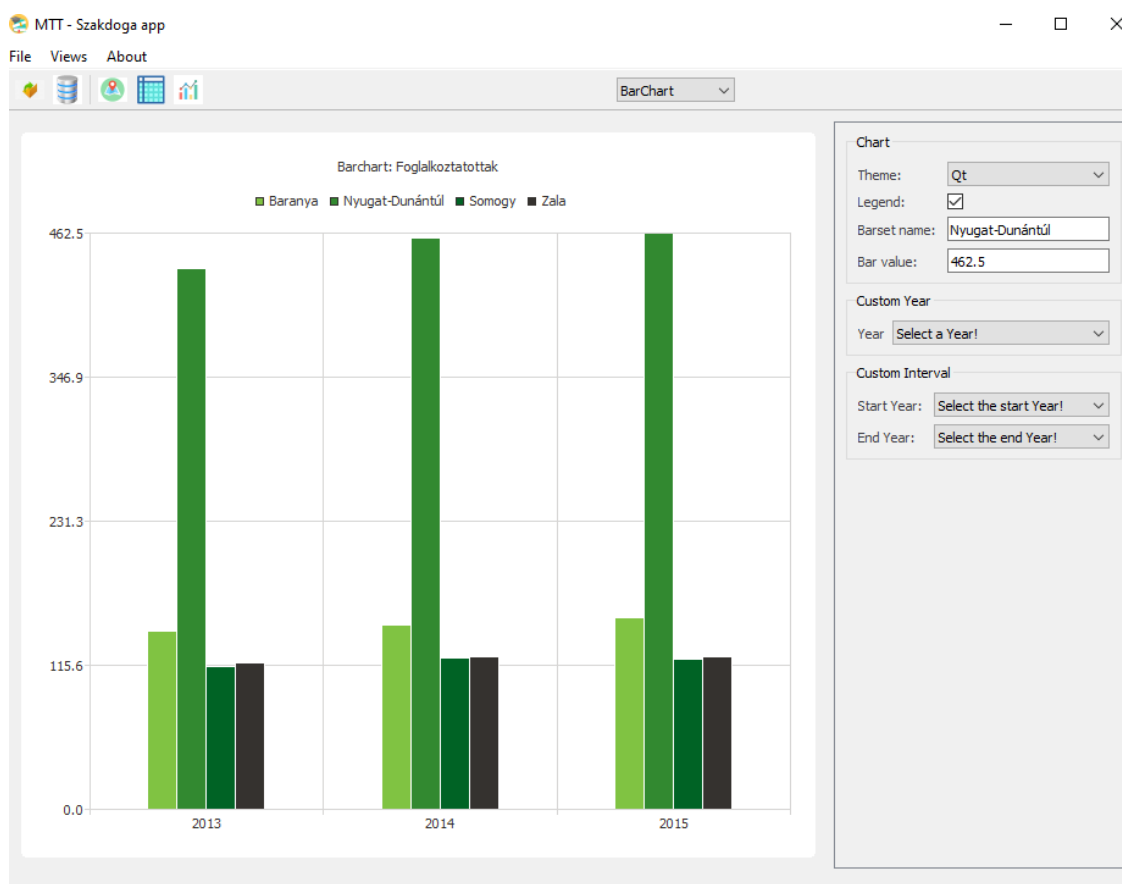 MTT - Szakdoga app
File Views About
BarChart
Barchart: Foglalkoztatottak
Baranya Nyugat-Dunántúl Somogy Zala
462.5
346.9
231.3
115.6
0.0
2013 2014 2015
Chart
Theme: Qt
Legend:
Barset name: Nyugat-Dunántúl
Bar value: 462.5
Custom Year
Year Select a Year!
Custom Interval
Start Year: Select the start Year!
End Year: Select the end Year!